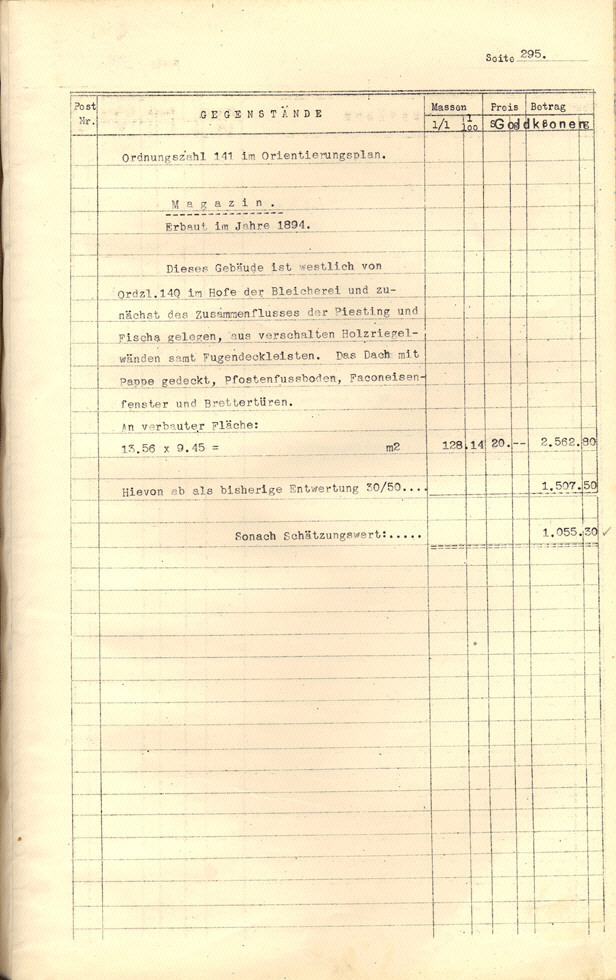 Seite 295.
Post Nr. GEGENSTÄNDE Massen 1/1 1/100 Preis Betrag Goldkronen
Ordnungszahl 141 im Orientierungsplan.
Magazin.
Erbaut im Jahre 1894.
Dieses Gebäude ist westlich von
Ordzl.140 im Hofe der Bleicherei und zu-
nächst des Zusammenflusses der Piesting und
Fischa gelegen, aus verschalten Holzriegel-
wänden samt Fugendeckleisten. Das Dach mit
Pappe gedeckt, Pfostenfussboden, Faconeisen-
fenster und Brettertüren.
An verbauter Fläche:
13.56 x 9.45 = m2 128.14 20.-- 2.562.80
Hievon ab als bisherige Entwertung 30/50.... 1.507.50
Sonach Schätzungswert:..... 1.055.30 ✓